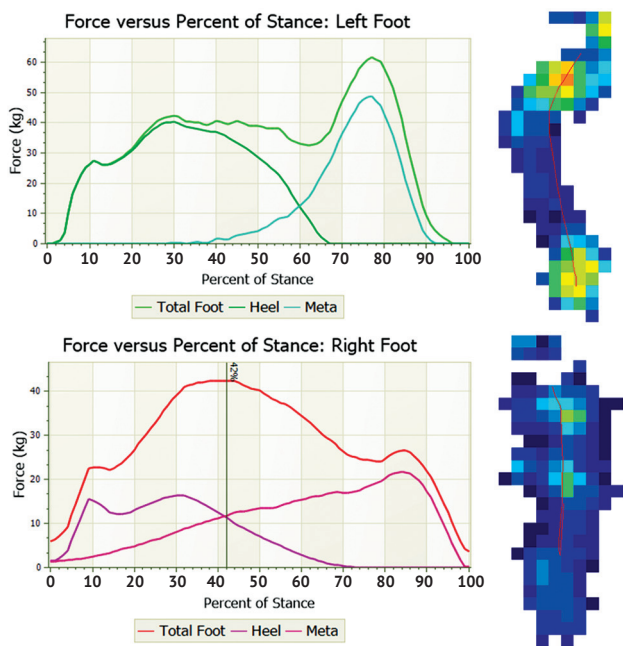 Force versus Percent of Stance: Left Foot
Force (kg)
60
50
40
30
20
10
0
0 10 20 30 40 50 60 70 80 90 100
Percent of Stance
Total Foot Heel Meta
Force versus Percent of Stance: Right Foot
42%
Force (kg)
40
30
20
10
0
0 10 20 30 40 50 60 70 80 90 100
Percent of Stance
Total Foot Heel Meta